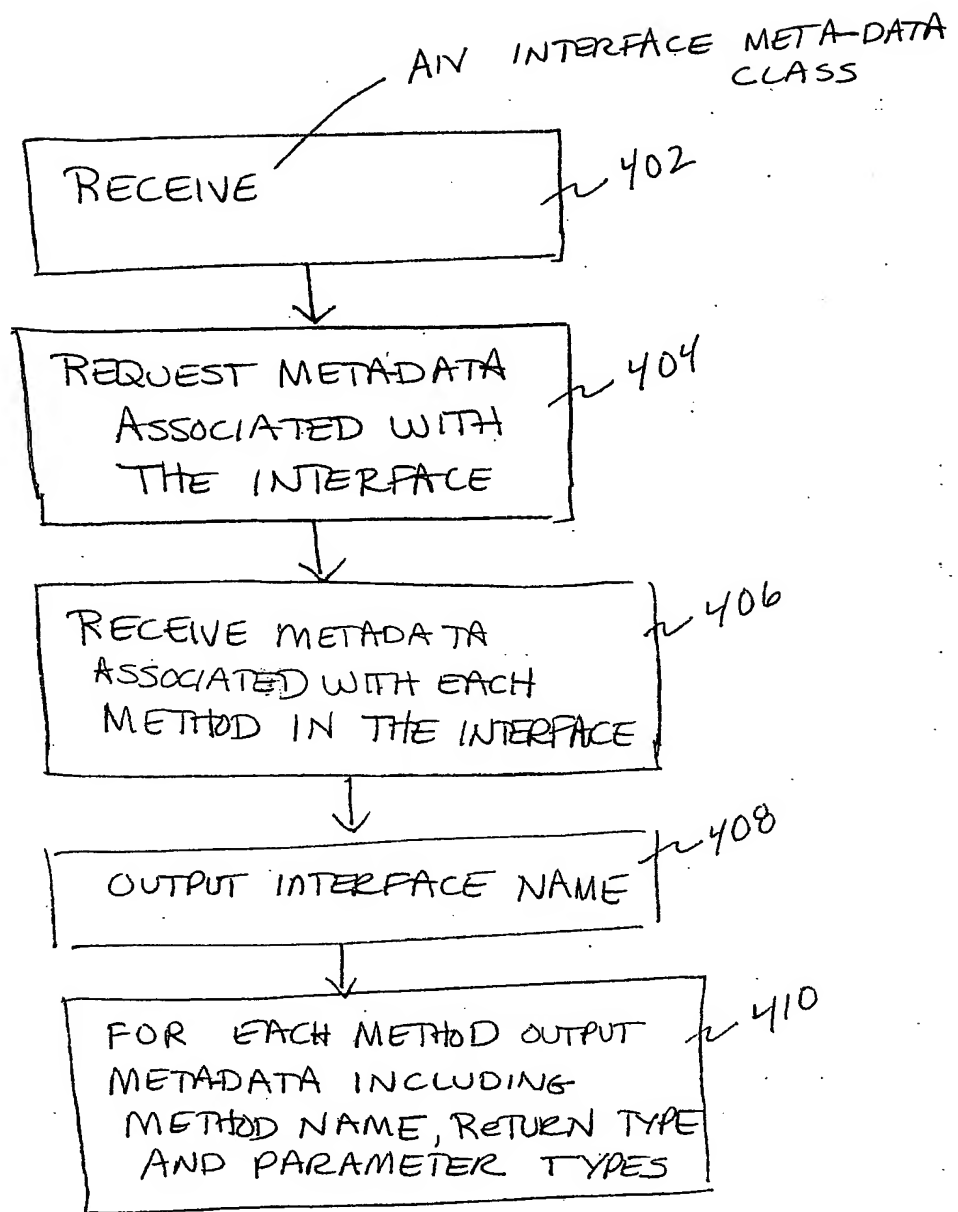 AN INTERFACE META-DATA
CLASS
RECEIVE
402
REQUEST METADATA
ASSOCIATED WITH
THE INTERFACE
404
RECEIVE METADATA
ASSOCIATED WITH EACH
METHOD IN THE INTERFACE
406
OUTPUT INTERFACE NAME
408
FOR EACH METHOD OUTPUT
METADATA INCLUDING
METHOD NAME, RETURN TYPE
AND PARAMETER TYPES
410